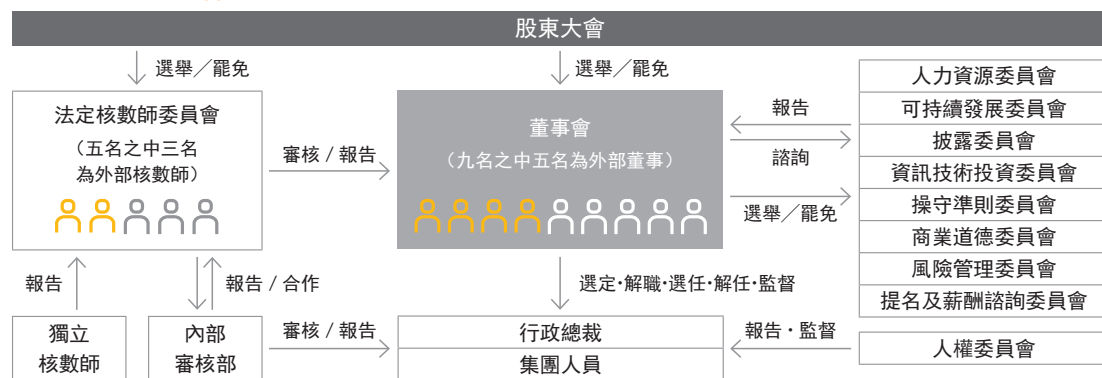 股東大會
選舉／罷免
選舉／罷免
法定核數師委員會
（五名之中三名
為外部核數師）
審核 / 報告
董事會
（九名之中五名為外部董事）
報告
諮詢
選舉／罷免
人力資源委員會
可持續發展委員會
披露委員會
資訊技術投資委員會
操守準則委員會
商業道德委員會
風險管理委員會
提名及薪酬諮詢委員會
報告
報告 / 合作
選定·解職·選任·解任·監督
獨立
核數師
內部
審核部
審核 / 報告
行政總裁
集團人員
報告·監督
人權委員會